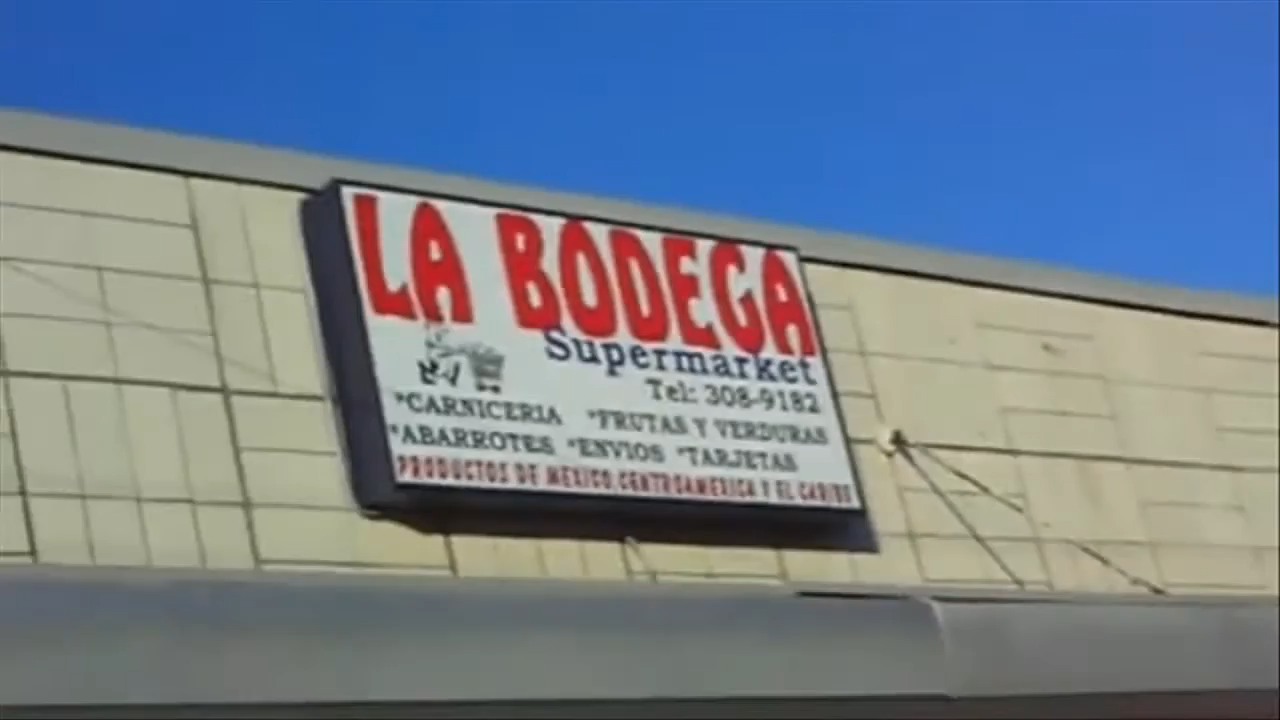 LA BODEGA
Supermarket
Tel: 308-9182
*CARNICERIA *FRUTAS Y VERDURAS
*ABARROTES *ENVIOS *TARJETAS
PRODUCTOS DE MEXICO, CENTROAMERICA Y EL CARIBE